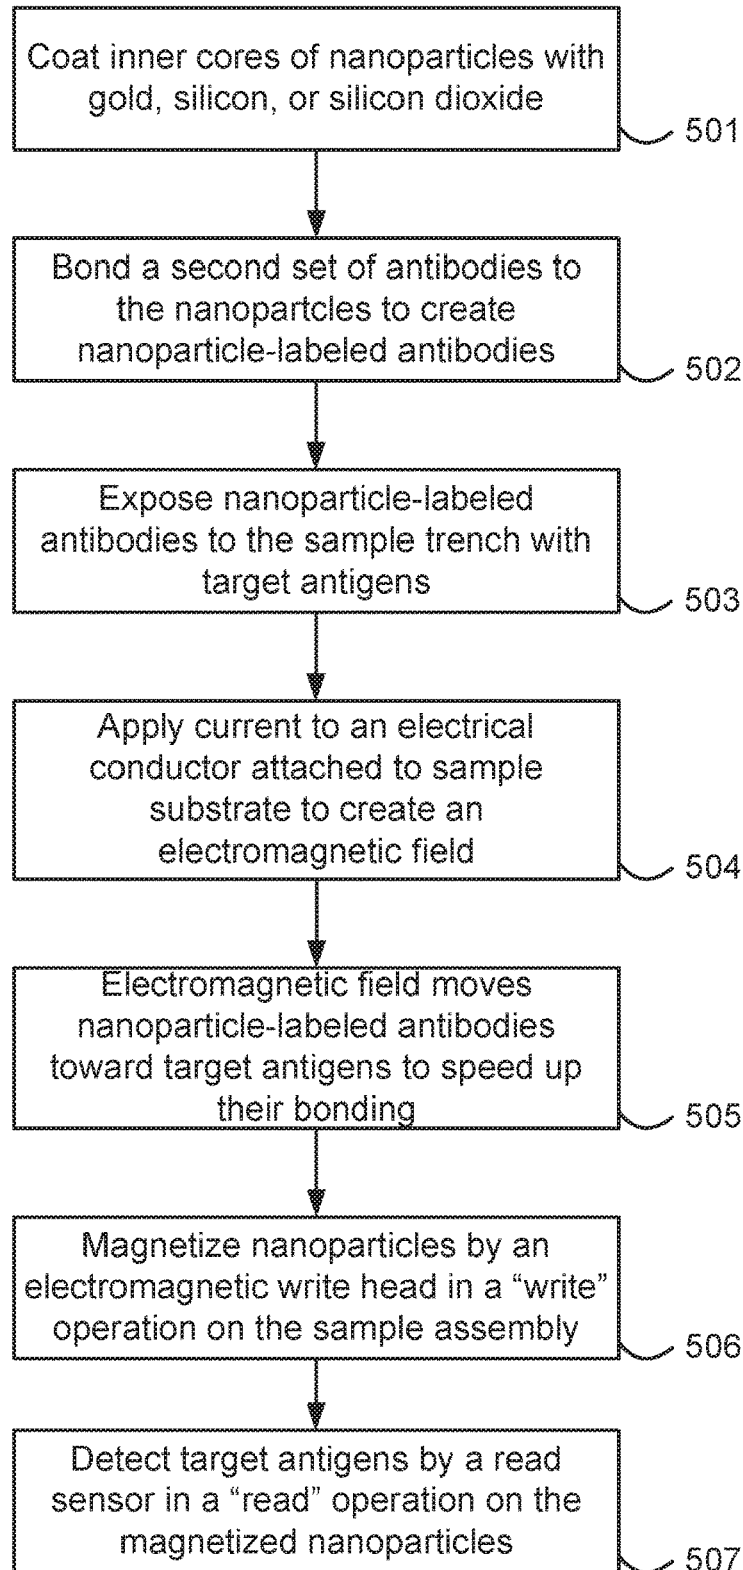 Coat inner cores of nanoparticles with
gold, silicon, or silicon dioxide
501
Bond a second set of antibodies to
the nanopartcles to create
nanoparticle-labeled antibodies
502
Expose nanoparticle-labeled
antibodies to the sample trench with
target antigens
503
Apply current to an electrical
conductor attached to sample
substrate to create an
electromagnetic field
504
Electromagnetic field moves
nanoparticle-labeled antibodies
toward target antigens to speed up
their bonding
505
Magnetize nanoparticles by an
electromagnetic write head in a “write”
operation on the sample assembly
506
Detect target antigens by a read
sensor in a “read” operation on the
magnetized nanoparticles
507